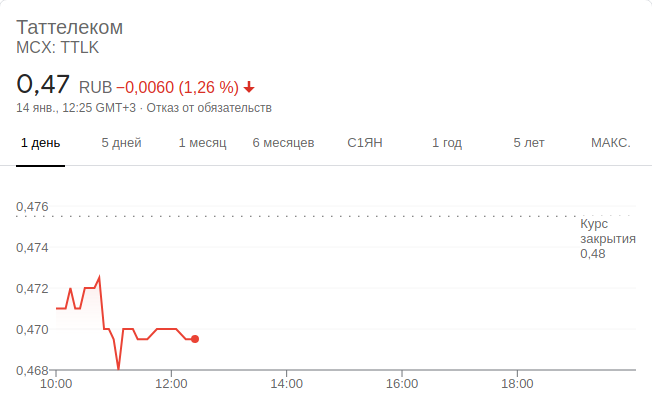 Таттелеком
MCX: TTLK
0,47 RUB −0,0060 (1,26 %)
14 янв., 12:25 GMT+3 · Отказ от обязательств
1 день 5 дней 1 месяц 6 месяцев С1ЯН 1 год 5 лет МАКС.
0,476
Курс
закрытия
0,48
0,474
0,472
0,470
0,468
10:00 12:00 14:00 16:00 18:00